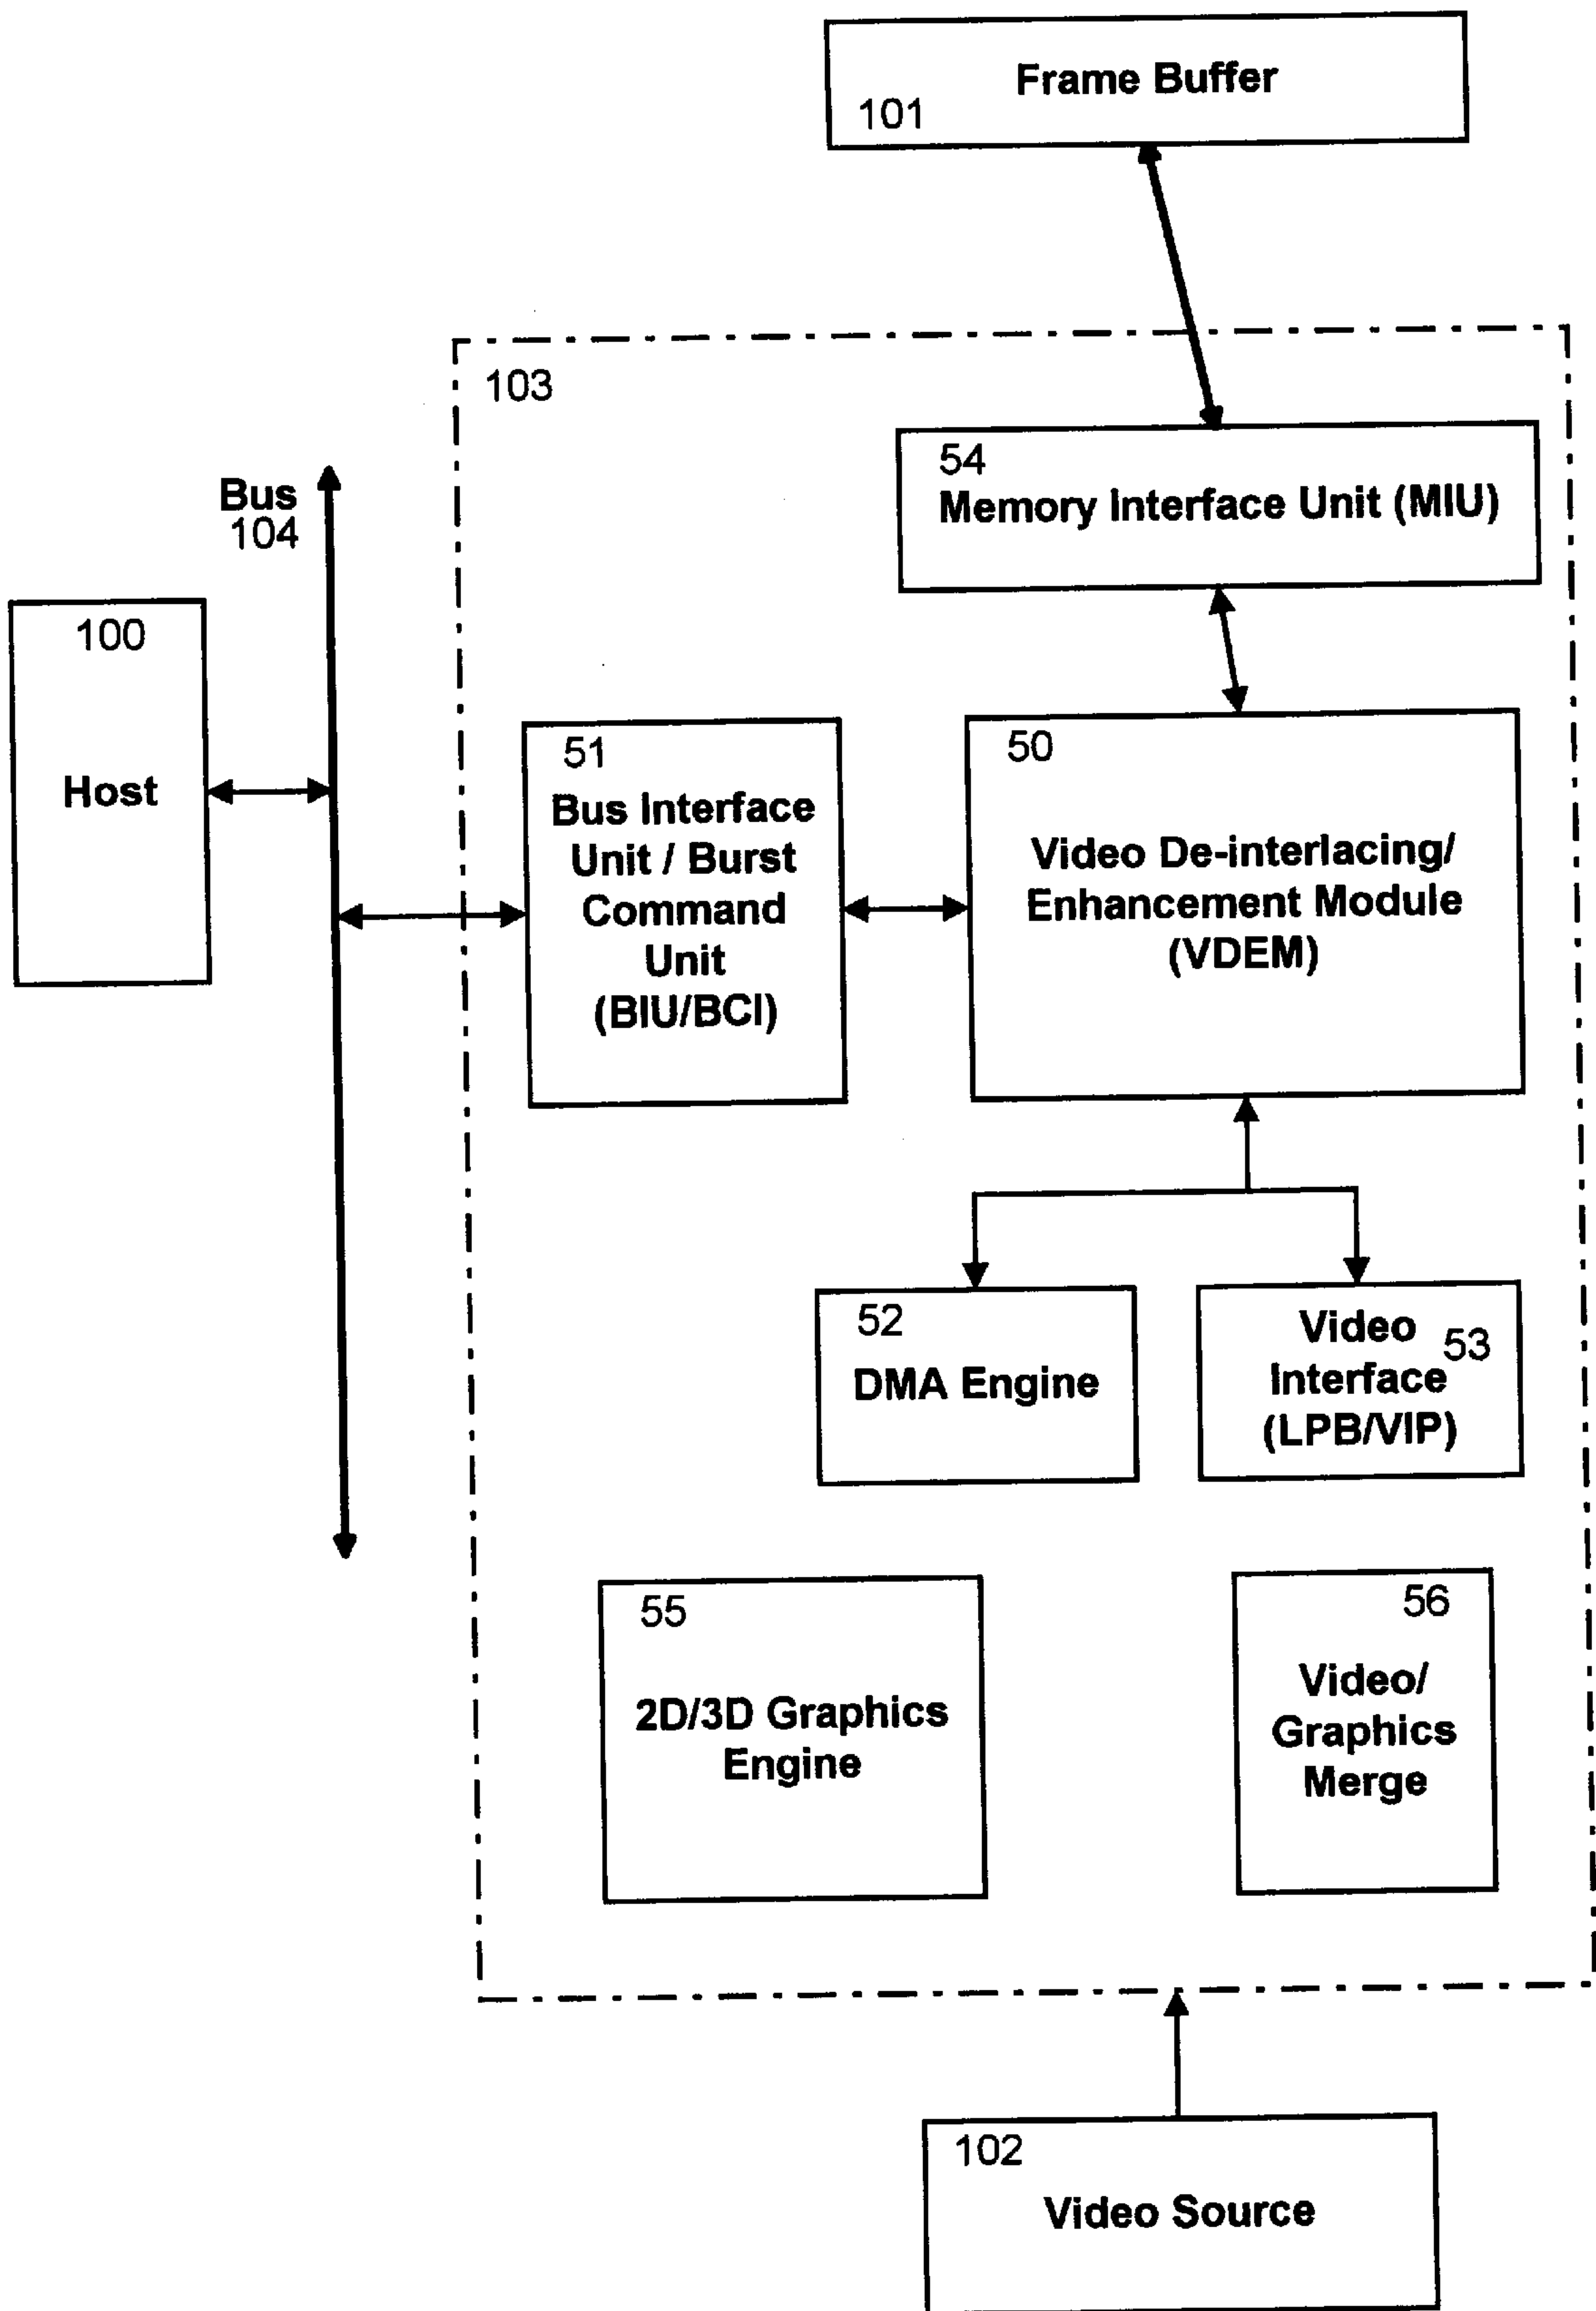 Frame Buffer
101
103
54
Memory Interface Unit (MIU)
Bus
104
100
Host
51
Bus Interface
Unit / Burst
Command
Unit
(BIU/BCI)
50
Video De-interlacing/
Enhancement Module
(VDEM)
52
DMA Engine
Video
53
Interface
(LPB/VIP)
55
2D/3D Graphics
Engine
56
Video/
Graphics
Merge
102
Video Source